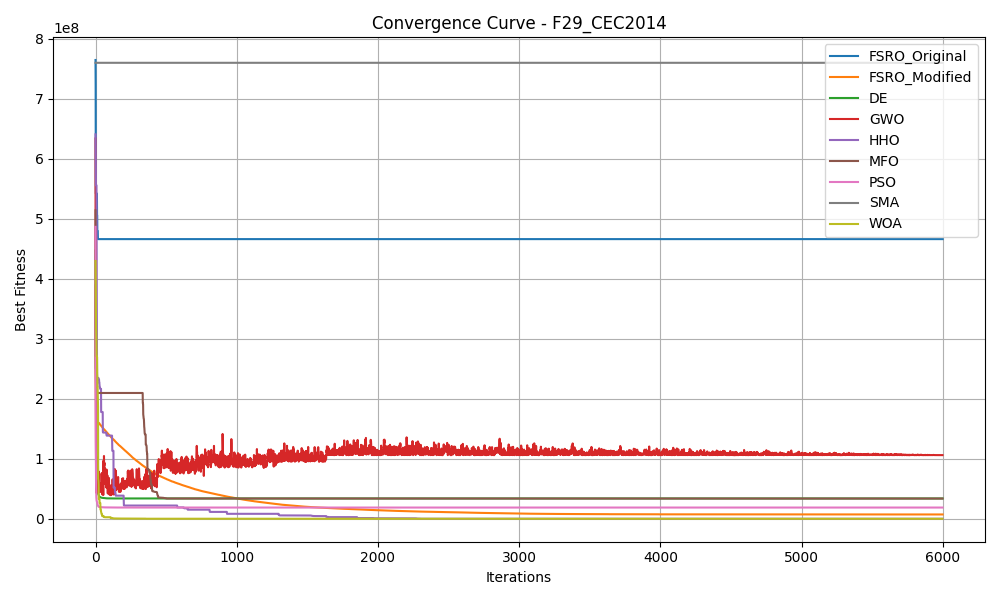 Convergence Curve - F29_CEC2014
1e8
8
7
6
5
4
3
2
1
0
Best Fitness
FSRO_Original
FSRO_Modified
DE
GWO
HHO
MFO
PSO
SMA
WOA
0 1000 2000 3000 4000 5000 6000
Iterations